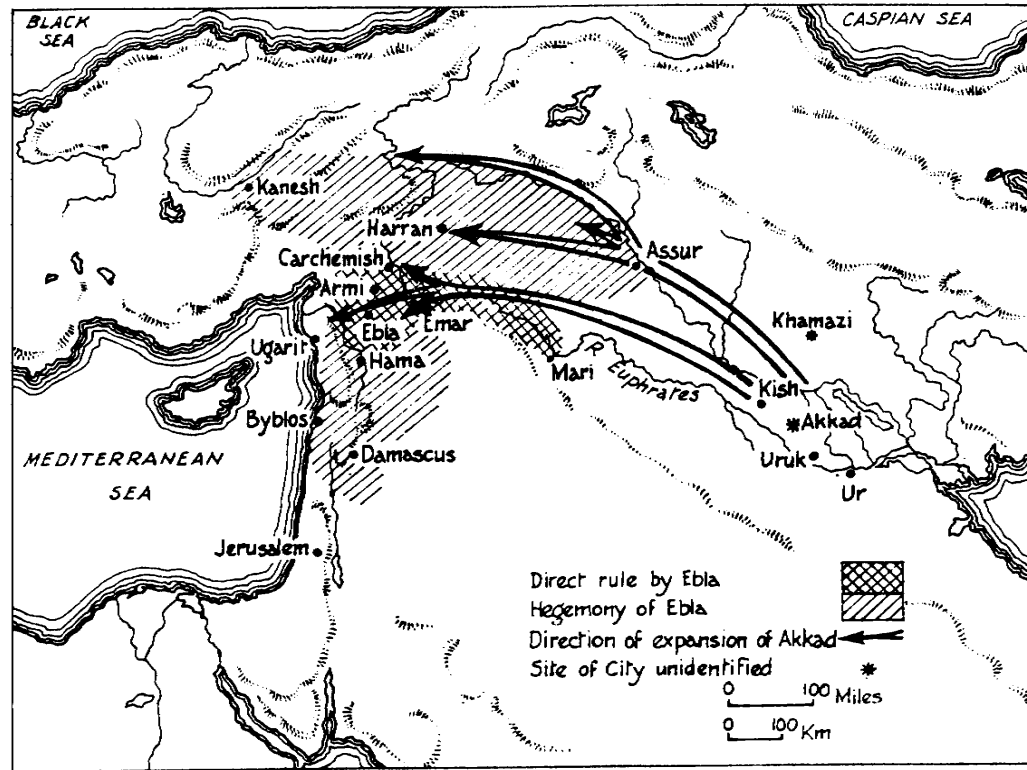 BLACK
SEA
CASPIAN SEA
Kanesh
Harran
Assur
Carchemish
Armi
Khamazi
Ebla
Emar
Ugarit
Hama
Mari
R. Euphrates
Kish
Akkad
Byblos
MEDITERRANEAN
SEA
Damascus
Uruk
Ur
Jerusalem
Direct rule by Ebla
Hegemony of Ebla
Direction of expansion of Akkad
Site of City unidentified
0 100 Miles
0 100 Km